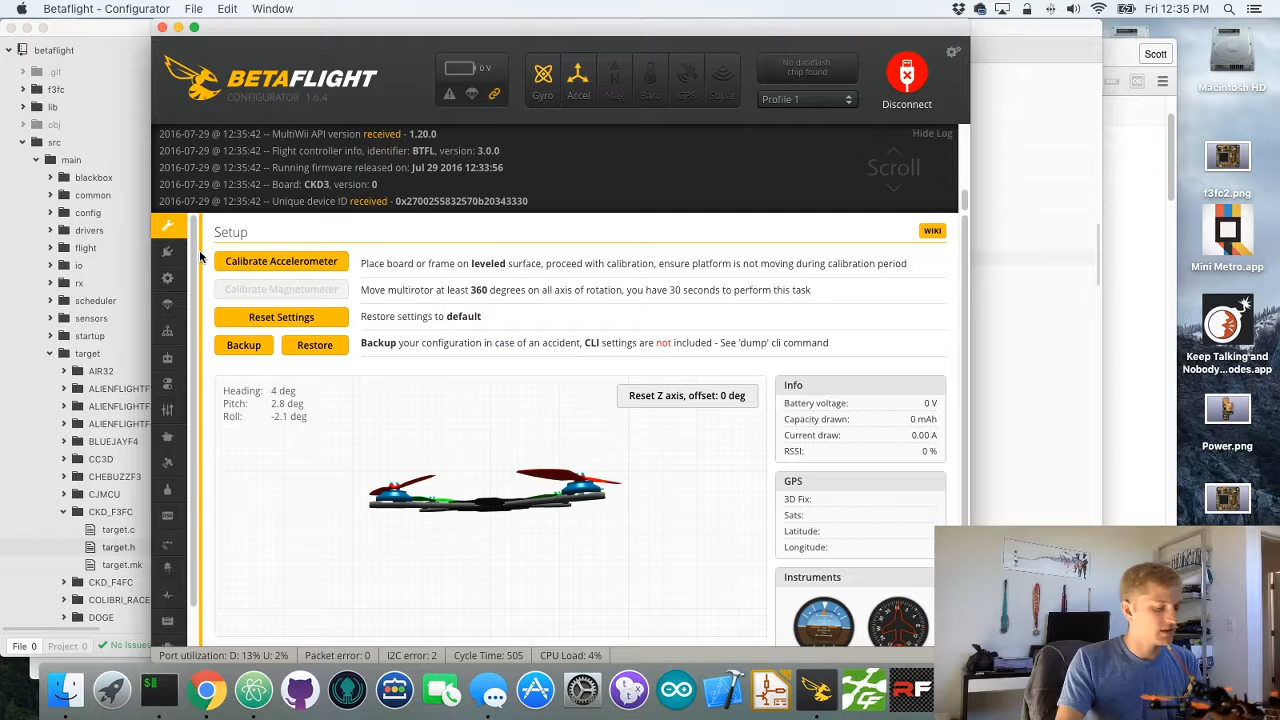 Betaflight - Configurator Edit Window
Fri 12:35 PM
betaflight
.git
f3fc
lib
obj
src
main
blackbox
common
config
drivers
flight
io
rx
scheduler
sensors
startup
target
AIR32
ALIENFLIGHTF
ALIENFLIGHTF
ALIENFLIGHTF
BLUEJAYF4
CC3D
CHEBUZZF3
CJMCU
CKD_F3FC
target.c
target.h
target.mk
CKD_F4FC
COLIBRI_RACE
DOGE
File 0 Project 0 No Issues
BETAFLIGHT
CONFIGURATOR 1.6.4
0 V
Gyro Accel
No dataflash
chip found
Profile 1
Disconnect
2016-07-29 @ 12:35:42 -- MultiWii API version received - 1.20.0
2016-07-29 @ 12:35:42 -- Flight controller info, identifier: BTFL, version: 3.0.0
2016-07-29 @ 12:35:42 -- Running firmware released on: Jul 29 2016 12:33:56
2016-07-29 @ 12:35:42 -- Board: CKD3, version: 0
2016-07-29 @ 12:35:42 -- Unique device ID received - 0x2700255832570b20343330
Hide Log
Scroll
Setup
WIKI
Calibrate Accelerometer
Place board or frame on leveled surface, proceed with calibration, ensure platform is not moving during calibration period
Calibrate Magnetometer
Move multirotor at least 360 degrees on all axis of rotation, you have 30 seconds to perform this task
Reset Settings
Restore settings to default
Backup Restore
Backup your configuration in case of an accident, CLI settings are not included - See 'dump' cli command
Heading: 4 deg
Pitch: 2.8 deg
Roll: -2.1 deg
Reset Z axis, offset: 0 deg
Info
Battery voltage: 0 V
Capacity drawn: 0 mAh
Current draw: 0.00 A
RSSI: 0 %
GPS
3D Fix:
Sats:
Latitude:
Longitude:
Instruments
Port utilization: D: 13% U: 2% Packet error: 0 I2C error: 2 Cycle Time: 505 CPU Load: 4%
Scott
Macintosh HD
f3fc2.png
Mini Metro.app
Keep Talking and
Nobody...odes.app
Power.png
RF